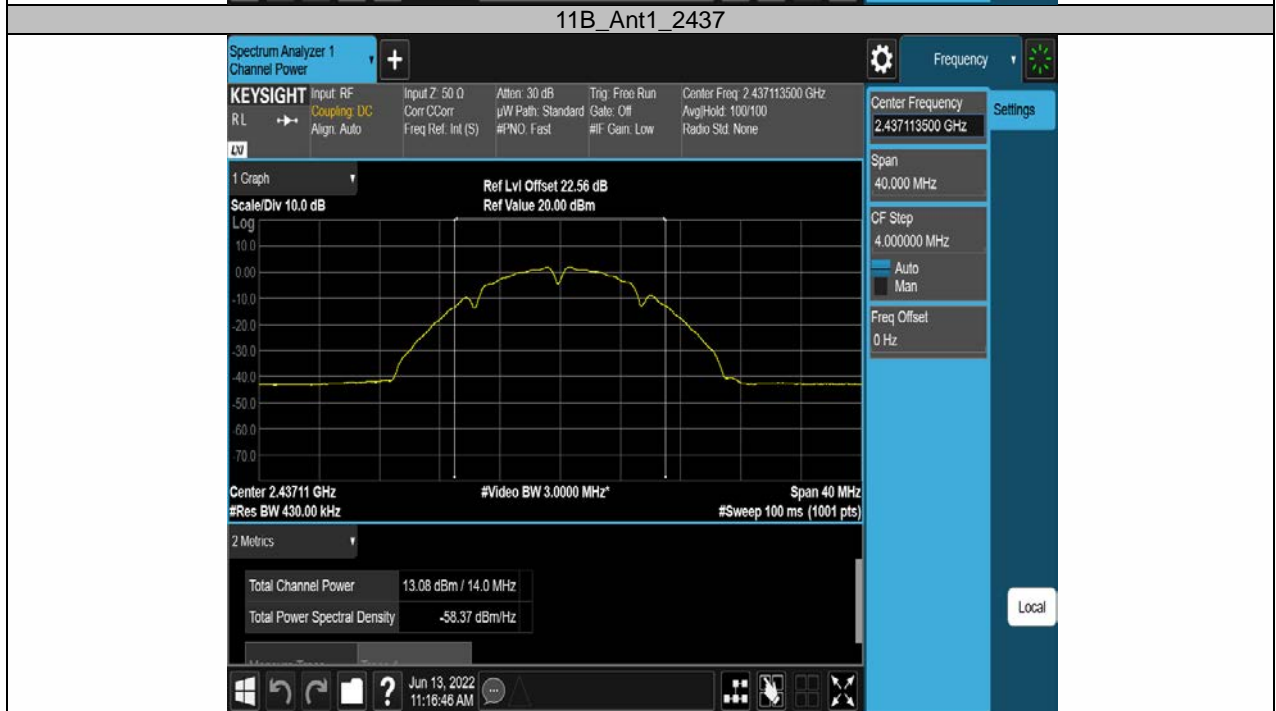 11B_Ant1_2437
Spectrum Analyzer 1
Channel Power
+
Frequency
KEYSIGHT
RL
LXI
Input: RF
Coupling: DC
Align: Auto
Input Z: 50 Ω
Corr CCorr
Freq Ref: Int (S)
Atten: 30 dB
µW Path: Standard
#PNO: Fast
Trig: Free Run
Gate: Off
#IF Gain: Low
Center Freq: 2.437113500 GHz
Avg|Hold: 100/100
Radio Std: None
Center Frequency
2.437113500 GHz
Settings
Span
40.000 MHz
CF Step
4.000000 MHz
Auto
Man
Freq Offset
0 Hz
Local
1 Graph
Scale/Div 10.0 dB
Ref Lvl Offset 22.56 dB
Ref Value 20.00 dBm
Log
10.0
0.00
-10.0
-20.0
-30.0
-40.0
-50.0
-60.0
-70.0
Center 2.43711 GHz
#Video BW 3.0000 MHz*
Span 40 MHz
#Res BW 430.00 kHz
#Sweep 100 ms (1001 pts)
2 Metrics
Total Channel Power 13.08 dBm / 14.0 MHz
Total Power Spectral Density -58.37 dBm/Hz
?
Jun 13, 2022
11:16:46 AM